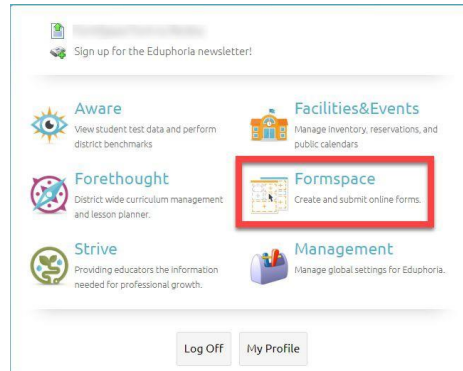 Sign up for the Eduphoria newsletter!
Aware
View student test data and perform
district benchmarks
Facilities&Events
Manage inventory, reservations, and
public calendars
Forethought
District wide curriculum management
and lesson planner.
Formspace
Create and submit online forms.
Strive
Providing educators the information
needed for professional growth.
Management
Manage global settings for Eduphoria.
Log Off
My Profile